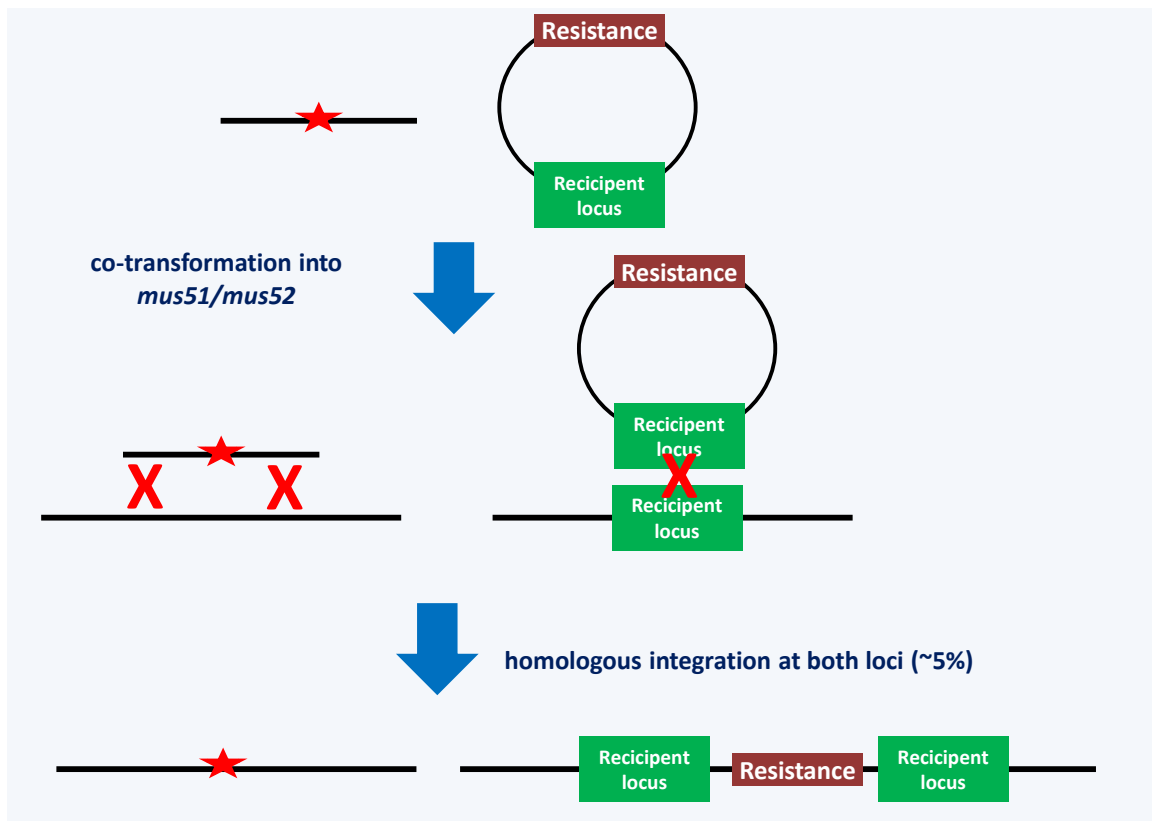 Resistance
Recicipent
locus
co-transformation into
mus51/mus52
Resistance
Recicipent
locus
X
X
X
Recicipent
locus
homologous integration at both loci (~5%)
Recicipent
locus
Resistance
Recicipent
locus